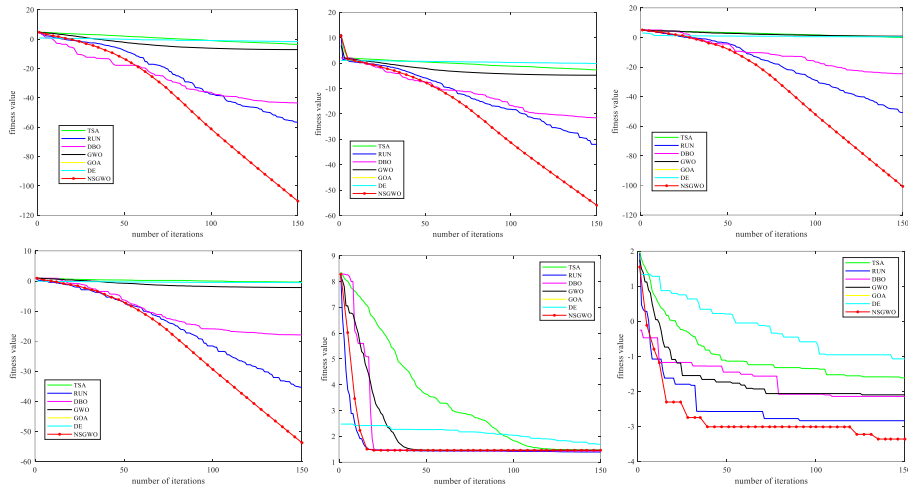 20
0
-20
-40
-60
-80
-100
-120
fitness value
TSA
RUN
DBO
GWO
GOA
DE
NSGWO
0
50
100
150
number of iterations
20
10
0
-10
-20
-30
-40
-50
-60
fitness value
TSA
RUN
DBO
GWO
GOA
DE
NSGWO
0
50
100
150
number of iterations
20
0
-20
-40
-60
-80
-100
-120
fitness value
TSA
RUN
DBO
GWO
GOA
DE
NSGWO
0
50
100
150
number of iterations
10
0
-10
-20
-30
-40
-50
-60
fitness value
TSA
RUN
DBO
GWO
GOA
DE
NSGWO
0
50
100
150
number of iterations
9
8
7
6
5
4
3
2
1
fitness value
TSA
RUN
DBO
GWO
GOA
DE
NSGWO
0
50
100
150
number of iterations
2
1
0
-1
-2
-3
-4
fitness value
TSA
RUN
DBO
GWO
GOA
DE
NSGWO
0
50
100
150
number of iterations